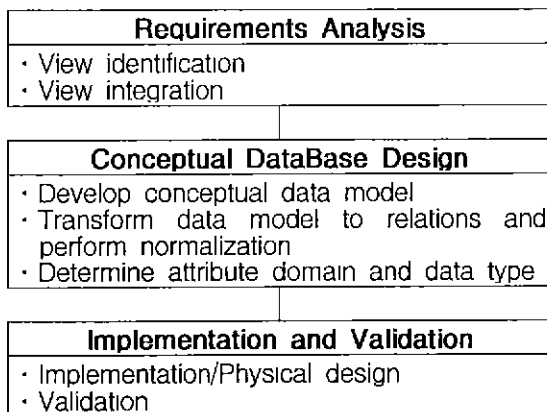 Requirements Analysis
· View identification
· View integration
Conceptual DataBase Design
· Develop conceptual data model
· Transform data model to relations and
perform normalization
· Determine attribute domain and data type
Implementation and Validation
· Implementation/Physical design
· Validation